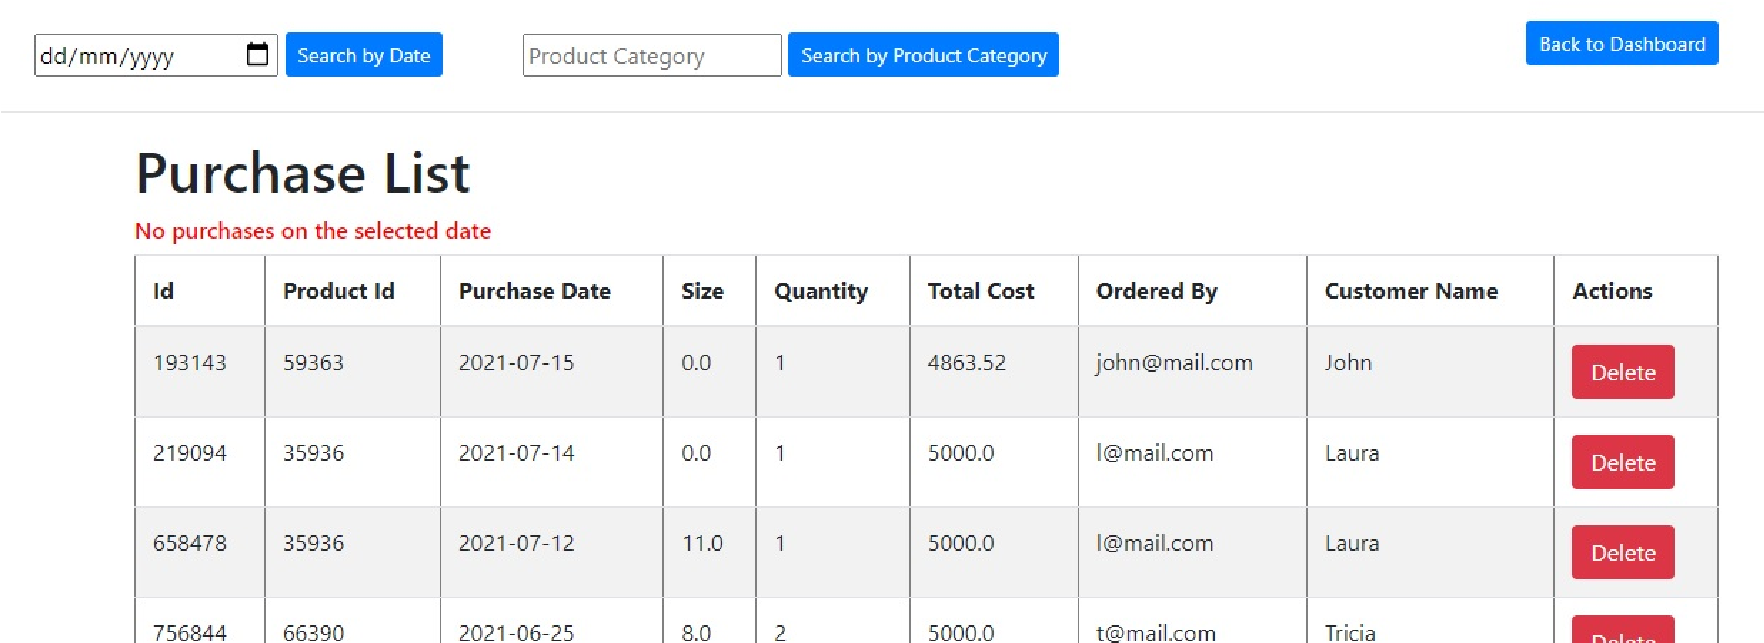 dd/mm/yyyy Search by Date Product Category Search by Product Category Back to Dashboard
Purchase List
No purchases on the selected date
Id Product Id Purchase Date Size Quantity Total Cost Ordered By Customer Name Actions
193143 59363 2021-07-15 0.0 1 4863.52 john@mail.com John Delete
219094 35936 2021-07-14 0.0 1 5000.0 l@mail.com Laura Delete
658478 35936 2021-07-12 11.0 1 5000.0 l@mail.com Laura Delete
756844 66390 2021-06-25 8.0 2 5000.0 t@mail.com Tricia Delete